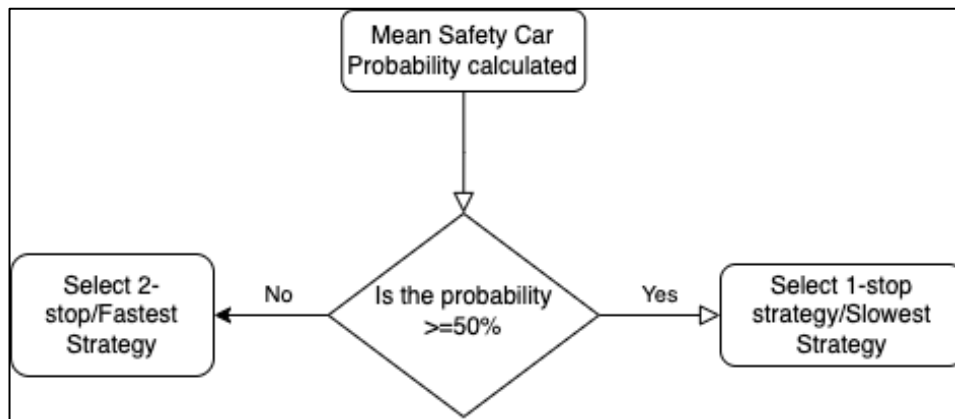 Mean Safety Car
Probability calculated
Select 2-
stop/Fastest
Strategy
No
Is the probability
>=50%
Yes
Select 1-stop
strategy/Slowest
Strategy